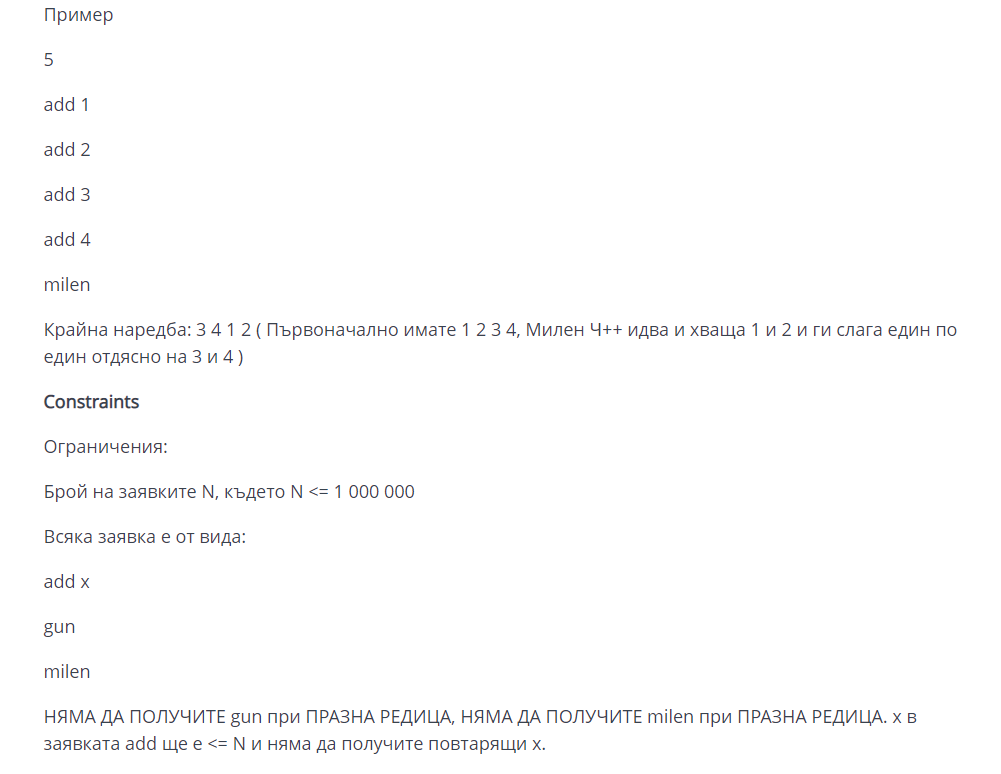 Пример
5
add 1
add 2
add 3
add 4
milen
Крайна наредба: 3 4 1 2 ( Първоначално имате 1 2 3 4, Милен Ч++ идва и хваща 1 и 2 и ги слага един по
един отдясно на 3 и 4 )
Constraints
Ограничения:
Брой на заявките N, където N <= 1 000 000
Всяка заявка е от вида:
add x
gun
milen
НЯМА ДА ПОЛУЧИТЕ gun при ПРАЗНА РЕДИЦА, НЯМА ДА ПОЛУЧИТЕ milen при ПРАЗНА РЕДИЦА. x в
заявката add ще е <= N и няма да получите повтарящи x.